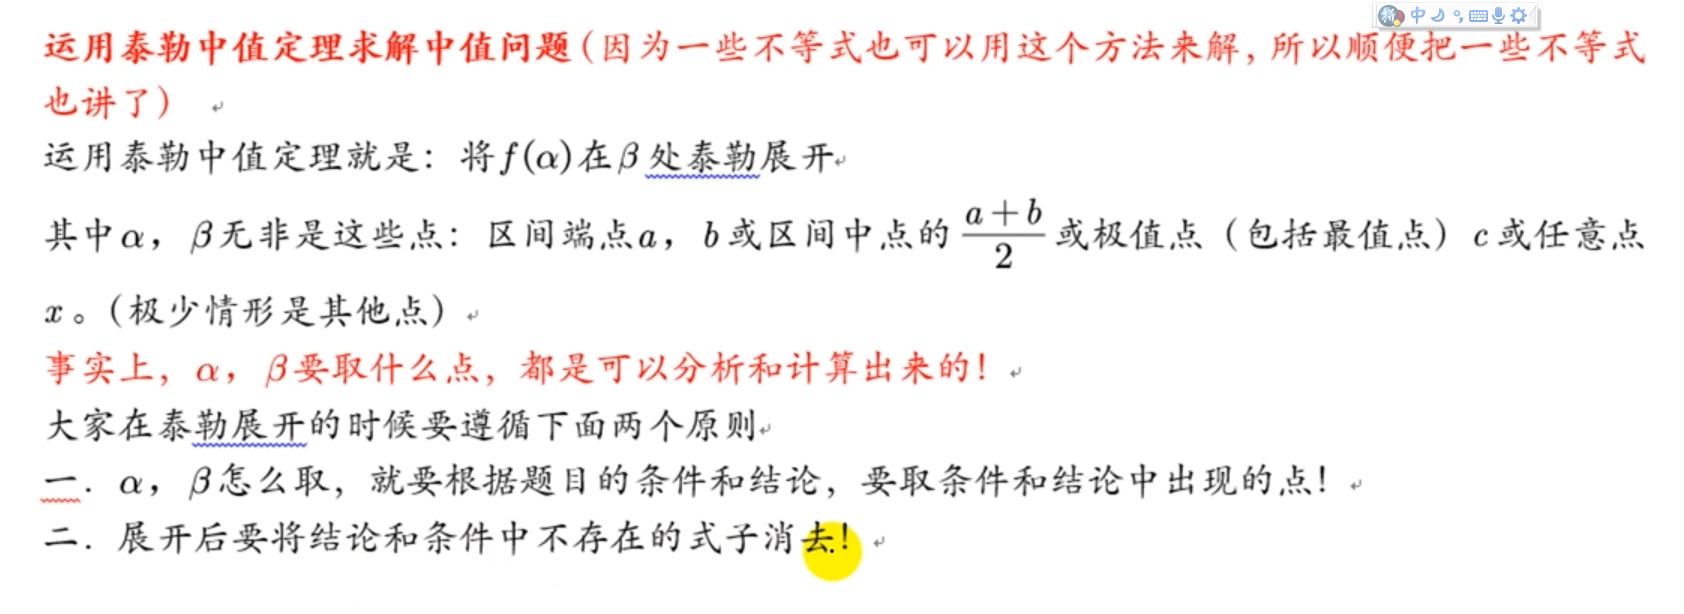 运用泰勒中值定理求解中值问题（因为一些不等式也可以用这个方法来解，所以顺便把一些不等式
也讲了）
运用泰勒中值定理就是：将f(α)在β处泰勒展开
其中α，β无非是这些点：区间端点a，b或区间中点的 \frac{a+b}{2} 或极值点（包括最值点）c或任意点
x。（极少情形是其他点）
事实上，α，β要取什么点，都是可以分析和计算出来的！
大家在泰勒展开的时候要遵循下面两个原则
一．α，β怎么取，就要根据题目的条件和结论，要取条件和结论中出现的点！
二．展开后要将结论和条件中不存在的式子消去！